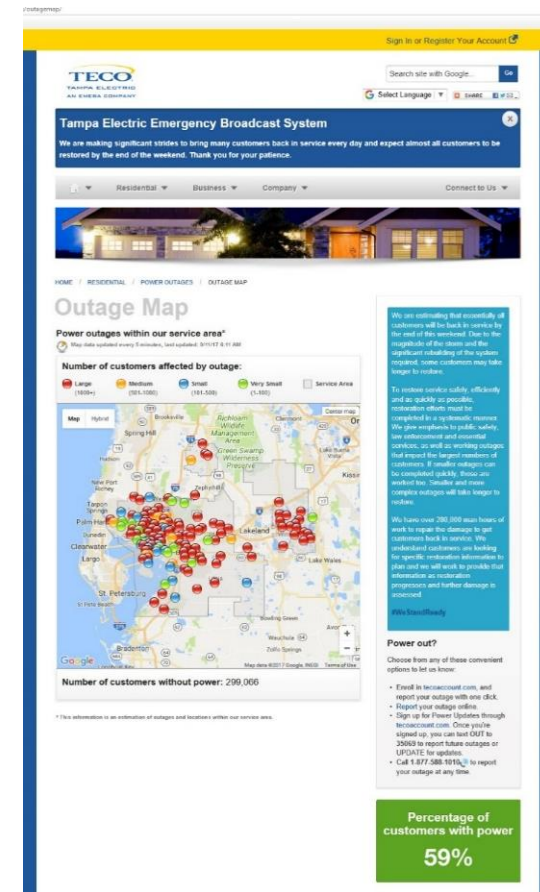 /outagemap/
Sign In or Register Your Account
TECO
TAMPA ELECTRIC
AN EMERA COMPANY
Search site with Google...
Go
Select Language
SHARE
Tampa Electric Emergency Broadcast System
We are making significant strides to bring many customers back in service every day and expect almost all customers to be
restored by the end of the weekend. Thank you for your patience.
Residential
Business
Company
Connect to Us
HOME / RESIDENTIAL / POWER OUTAGES / OUTAGE MAP
Outage Map
Power outages within our service area*
Map data updated every 5 minutes, last updated:
Number of customers affected by outage:
Large
Medium
(501-1000)
Small
(101-500)
Very Small
(1-100)
Service Area
Map
Hybrid
Center map
Brooksville
Spring Hill
Richloam
Wildlife
Management
Area
Clermont
Green Swamp
Wilderness
Preserve
Lake Buena
Vista
Kissi
Hudson
New Port
Richey
Zephyrhills
Tarpon
Springs
Palm Har
Dunedin
Clearwater
Largo
Lakeland
Lake Wales
St. Petersburg
St Pete Beach
Bowling Green
Wauchula
Zolfo Springs
Bradenton
Google
Map data ©2017 Google, INEGI
Terms of Use
Number of customers without power: 299,066
* This information is an estimation of outages and locations within our service area.
We are estimating that essentially all
customers will be back in service by
the end of this weekend. Due to the
magnitude of the storm and the
significant rebuilding of the system
required, some customers may take
longer to restore.
To restore service safely, efficiently
and as quickly as possible,
restoration efforts must be
completed in a systematic manner.
We give emphasis to public safety,
law enforcement and essential
services, as well as working outages
that impact the largest numbers of
customers. If smaller outages can
be completed quickly, those are
worked too. Smaller and more
complex outages will take longer to
restore.
We have over 280,000 man hours of
work to repair the damage to get
customers back in service. We
understand customers are looking
for specific restoration information to
plan and we will work to provide that
information as restoration
progresses and further damage is
assessed.
#WeStandReady
Power out?
Choose from any of these convenient
options to let us know:
• Enroll in tecoaccount.com, and
report your outage with one click.
• Report your outage online.
• Sign up for Power Updates through
tecoaccount.com. Once you're
signed up, you can text OUT to
35069 to report future outages or
UPDATE for updates.
• Call 1-877-588-1010 to report
your outage at any time.
Percentage of
customers with power
59%